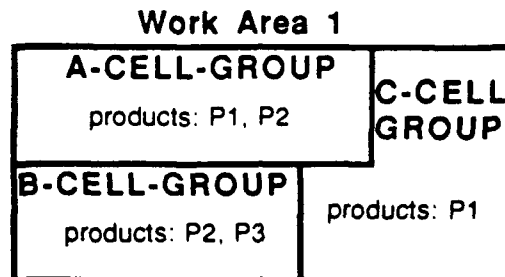 Work Area 1
A-CELL-GROUP
products: P1, P2
C-CELL
GROUP
B-CELL-GROUP
products: P2, P3
products: P1